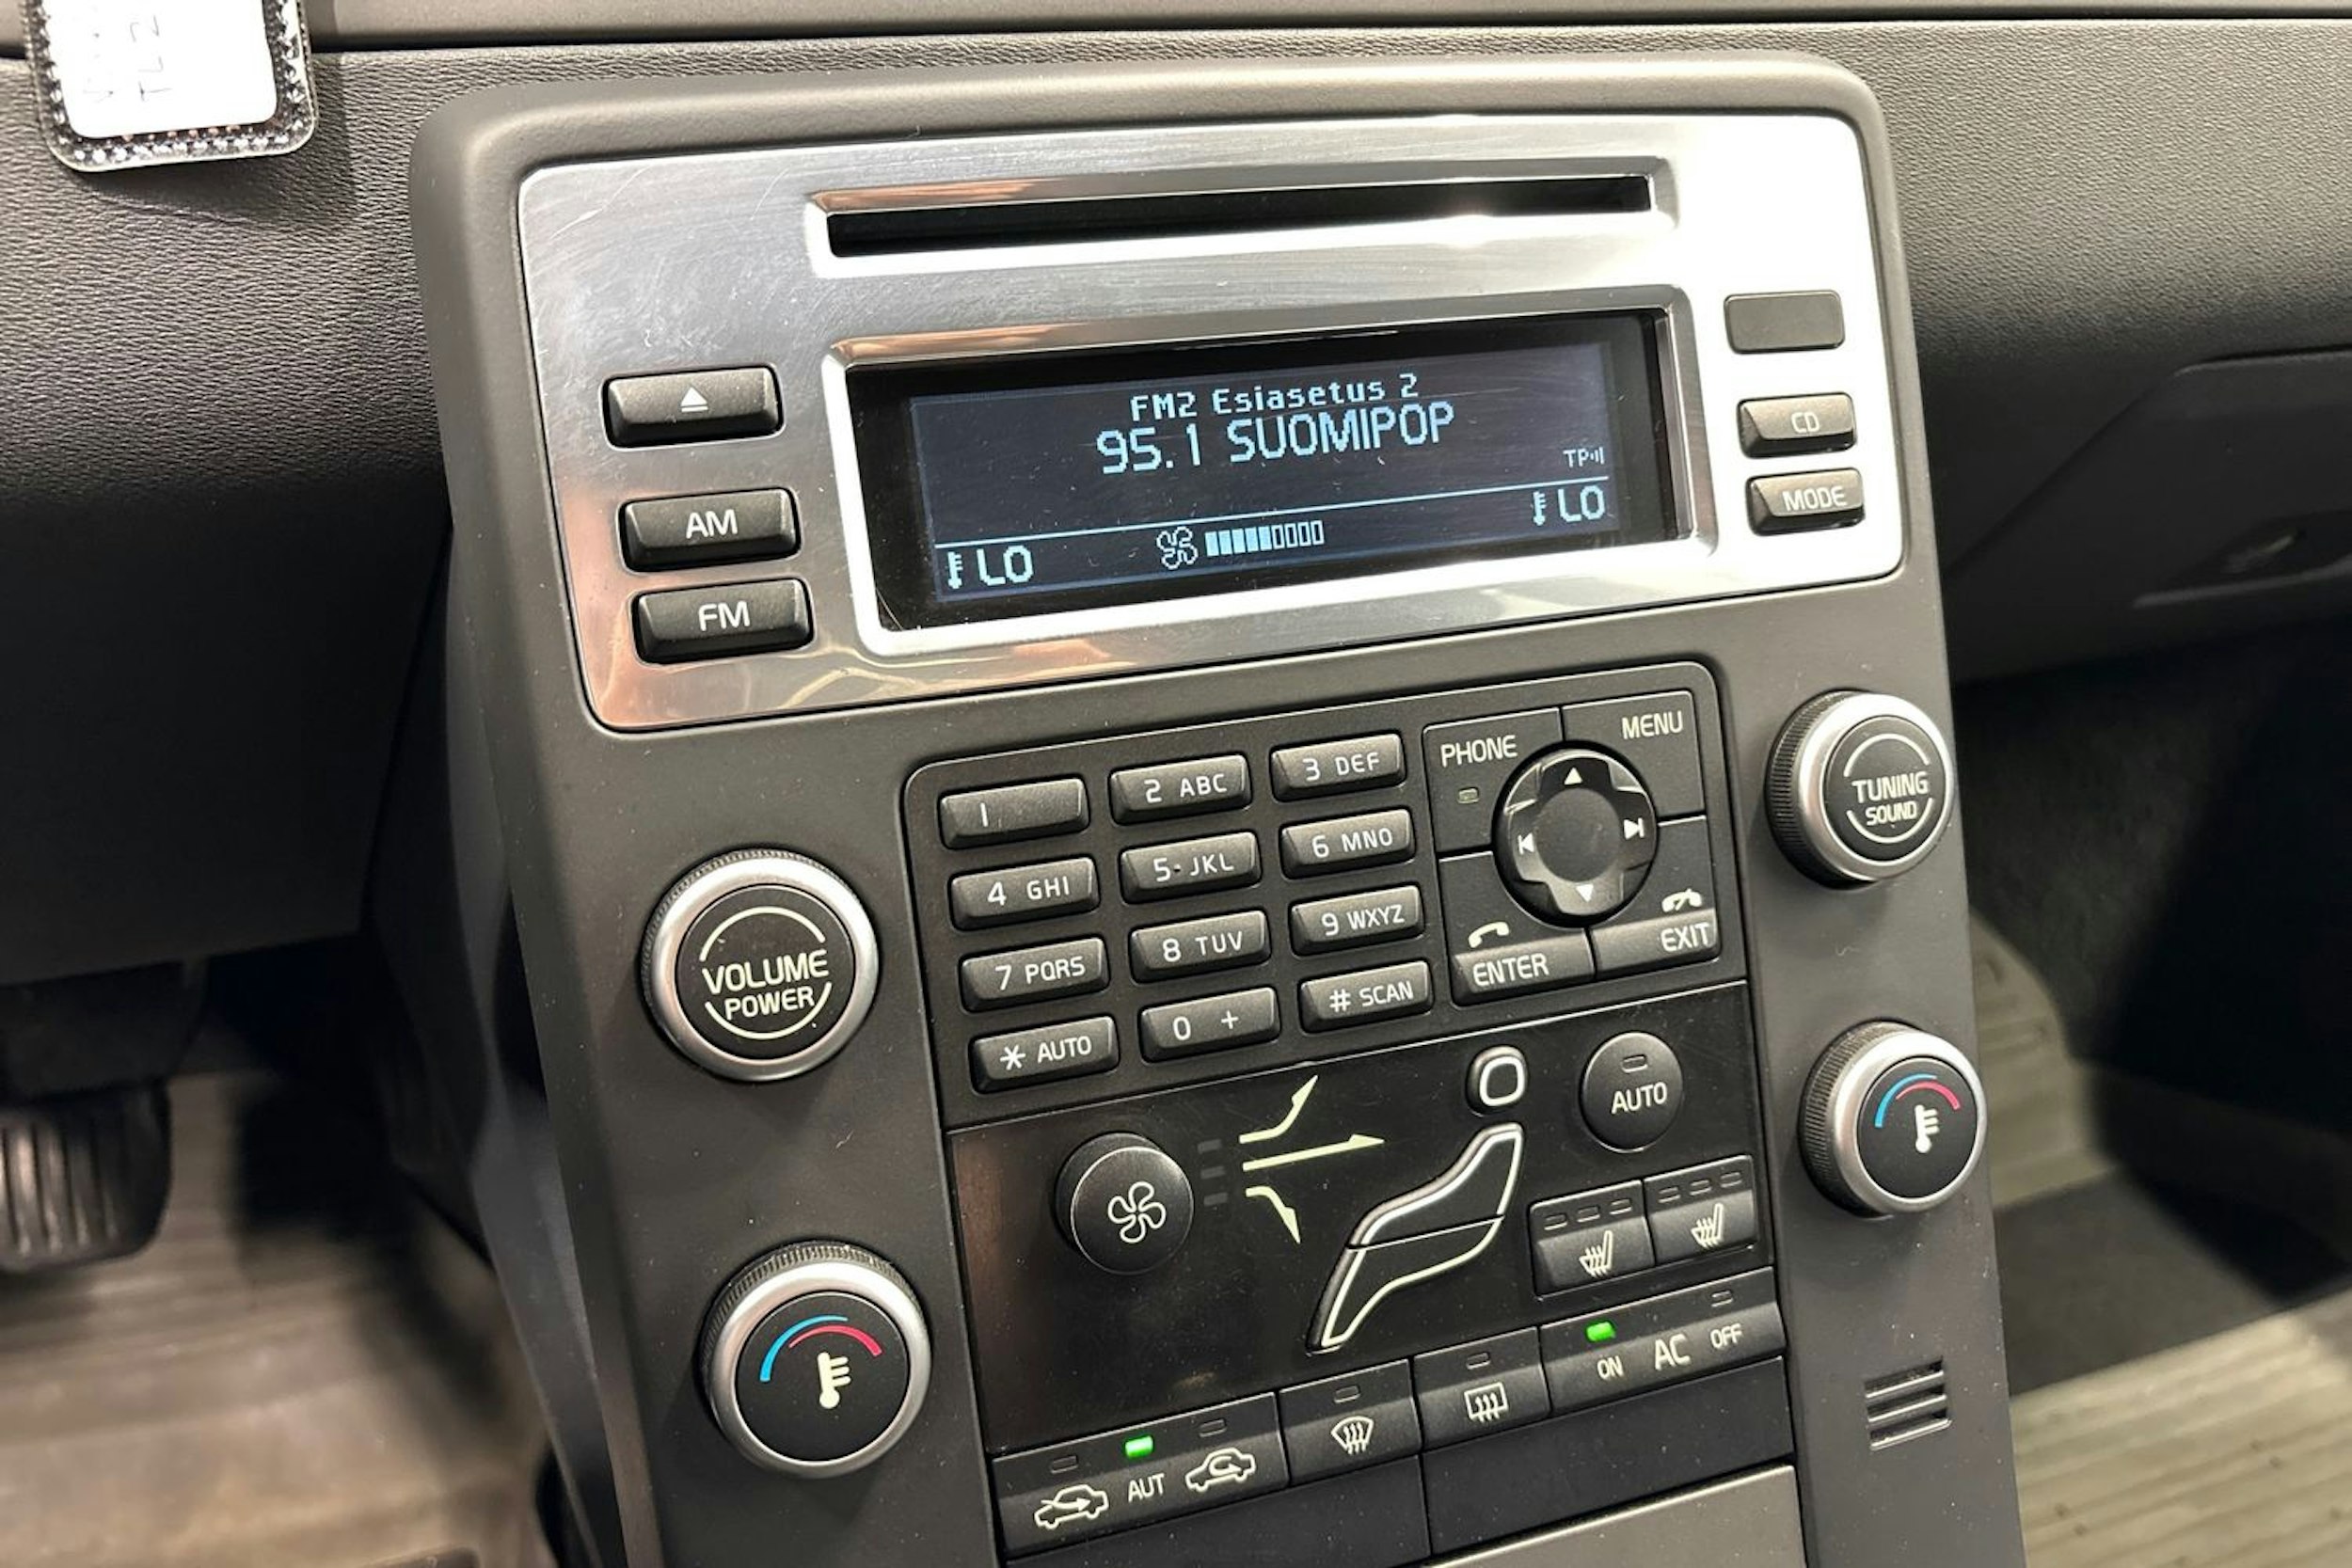 TL2
FM2 Esiasetus 2
95.1 SUOMIPOP
TP
LO
LO
AM
FM
CD
MODE
PHONE
MENU
1
2 ABC
3 DEF
4 GHI
5 JKL
6 MNO
7 PQRS
8 TUV
9 WXYZ
* AUTO
0 +
# SCAN
ENTER
EXIT
VOLUME
POWER
TUNING
SOUND
AUTO
AUT
ON AC OFF